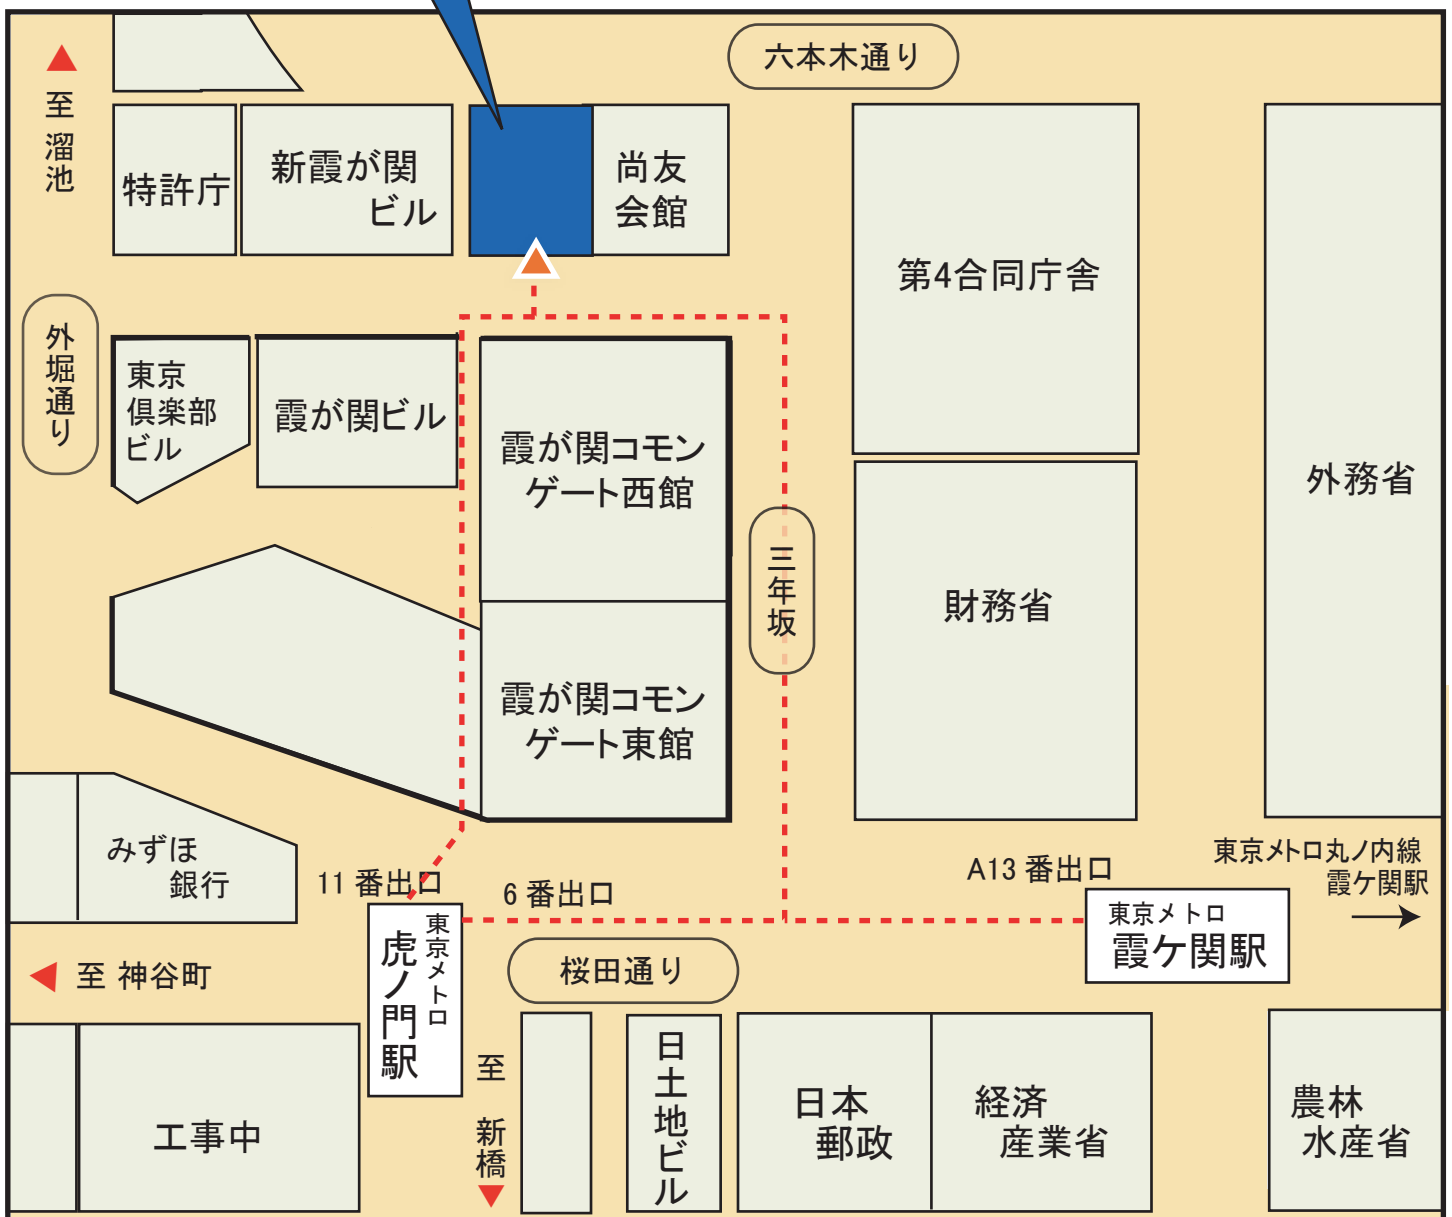 六本木通り
至溜池
特許庁
新霞が関
ビル
尚友
会館
第4合同庁舎
外堀通り
東京
倶楽部
ビル
霞が関ビル
霞が関コモン
ゲート西館
外務省
三年坂
財務省
霞が関コモン
ゲート東館
みずほ
銀行
11番出口
6番出口
A13番出口
東京メトロ丸ノ内線
霞ケ関駅
東京メトロ
虎ノ門駅
東京メトロ
霞ケ関駅
至 神谷町
桜田通り
至 新橋
工事中
日土地ビル
日本
郵政
経済
産業省
農林
水産省